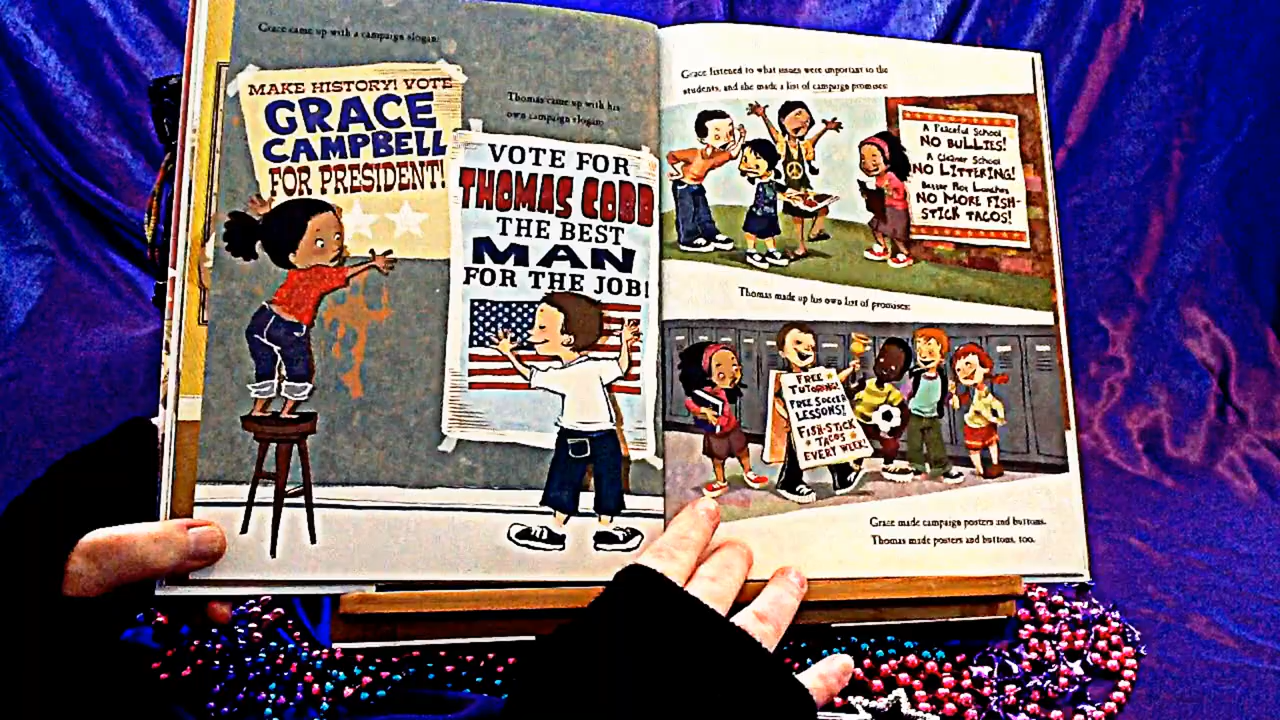 Grace came up with a campaign slogan:
MAKE HISTORY! VOTE
GRACE
CAMPBELL
FOR PRESIDENT!
Thomas came up with his
own campaign slogan:
VOTE FOR
THOMAS COBB
THE BEST
MAN
FOR THE JOB!
Grace listened to what issues were important to the
students, and she made a list of campaign promises:
A Peaceful School
NO BULLIES!
A Cleaner School
NO LITTERING!
Better Hot Lunches
NO MORE FISH-
STICK TACOS!
Thomas made up his own list of promises:
FREE
TUTORING!
FREE SOCCER
LESSONS!
FISH-STICK
TACOS
EVERY WEEK!
Grace made campaign posters and buttons.
Thomas made posters and buttons, too.